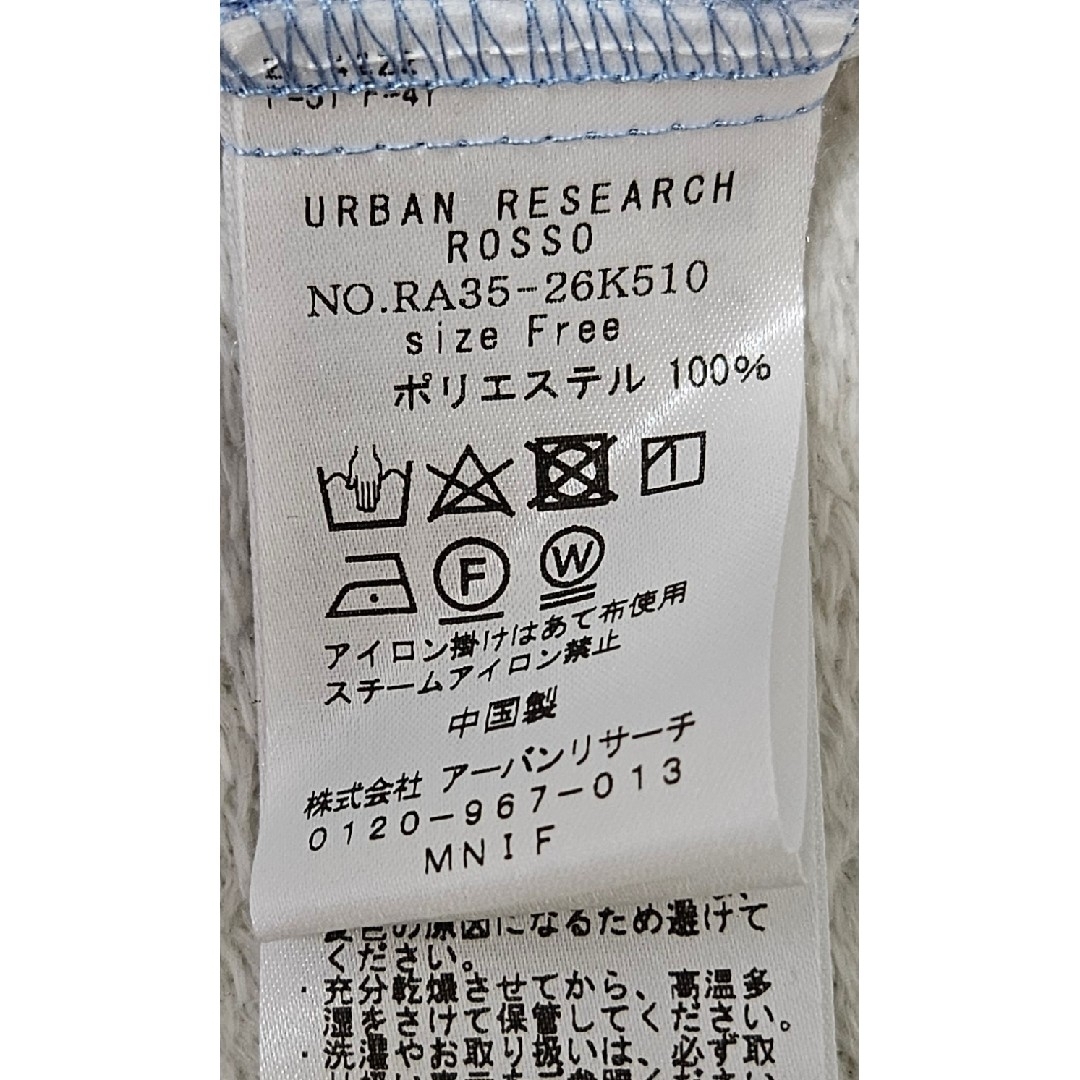 URBAN RESEARCH
ROSSO
NO.RA35-26K510
size Free
ポリエステル 100%
F W
アイロン掛けはあて布使用
スチームアイロン禁止
中国製
株式会社 アーバンリサーチ
0120-967-013
MNIF
の原因になるため避けて
ください。
・充分乾燥させてから、高温多
湿をさけて保管してください。
・洗濯やお取り扱いは、必ず取